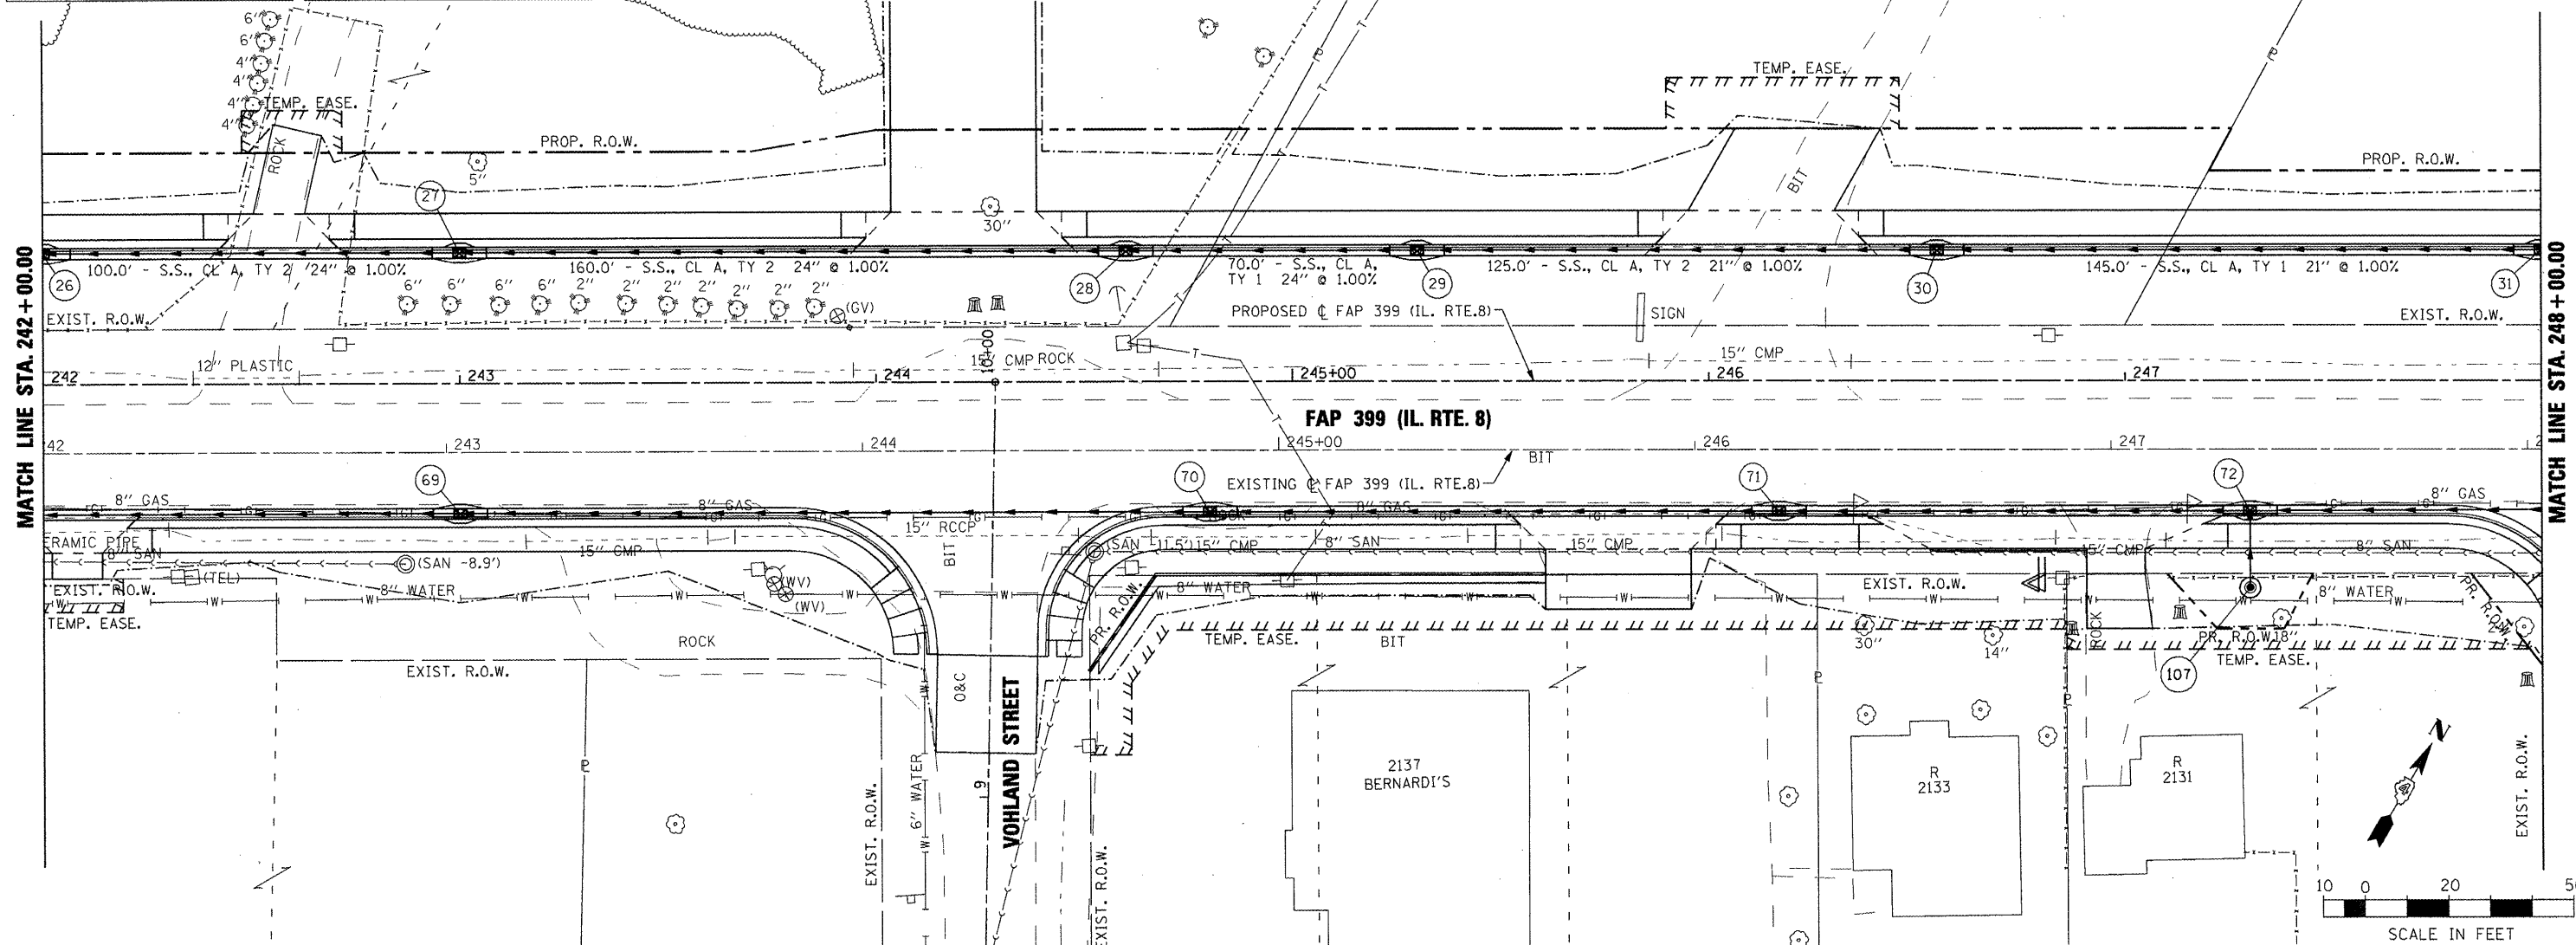 6"
6"
4"
4"
4"
4"
TEMP. EASE.
ROCK
PROP. R.O.W.
5"
27
30"
TEMP. EASE.
BIT
PROP. R.O.W.
MATCH LINE STA. 242+00.00
26
100.0' - S.S., CL A, TY 2 24" @ 1.00%
160.0' - S.S., CL A, TY 2 24" @ 1.00%
28
70.0' - S.S., CL A,
TY 1 24" @ 1.00%
29
125.0' - S.S., CL A, TY 2 21" @ 1.00%
30
145.0' - S.S., CL A, TY 1 21" @ 1.00%
31
MATCH LINE STA. 248+00.00
6" 6" 6" 6" 2" 2" 2" 2" 2" 2" 2"
(GV)
EXIST. R.O.W.
PROPOSED ℄ FAP 399 (IL. RTE.8)
SIGN
EXIST. R.O.W.
12" PLASTIC
10+00
15" CMP
ROCK
15" CMP
242
243
244
245+00
246
247
FAP 399 (IL. RTE. 8)
42
243
244
245+00
246
247
BIT
EXISTING ℄ FAP 399 (IL. RTE.8)
69
70
71
72
8" GAS
8" GAS
8" GAS
8" GAS
15" RCCP
BIT
ERAMIC PIPE
8" SAN
(SAN -8.9')
15" CMP
(SAN -11.5')
15" CMP
8" SAN
15" CMP
15" CMP
8" SAN
(TEL)
(WV)
(WV)
EXIST. R.O.W.
8" WATER
8" WATER
EXIST. R.O.W.
8" WATER
TEMP. EASE.
PR. R.O.W.
TEMP. EASE.
BIT
30"
14"
ROCK
PR. R.O.W.
18"
PR. R.O.W.
2"
TEMP. EASE.
107
ROCK
EXIST. R.O.W.
O&C
VOHLAND STREET
9
6" WATER
EXIST. R.O.W.
EXIST. R.O.W.
2137
BERNARDI'S
R
2133
R
2131
N
EXIST. R.O.W.
10 0 20
SCALE IN FEET